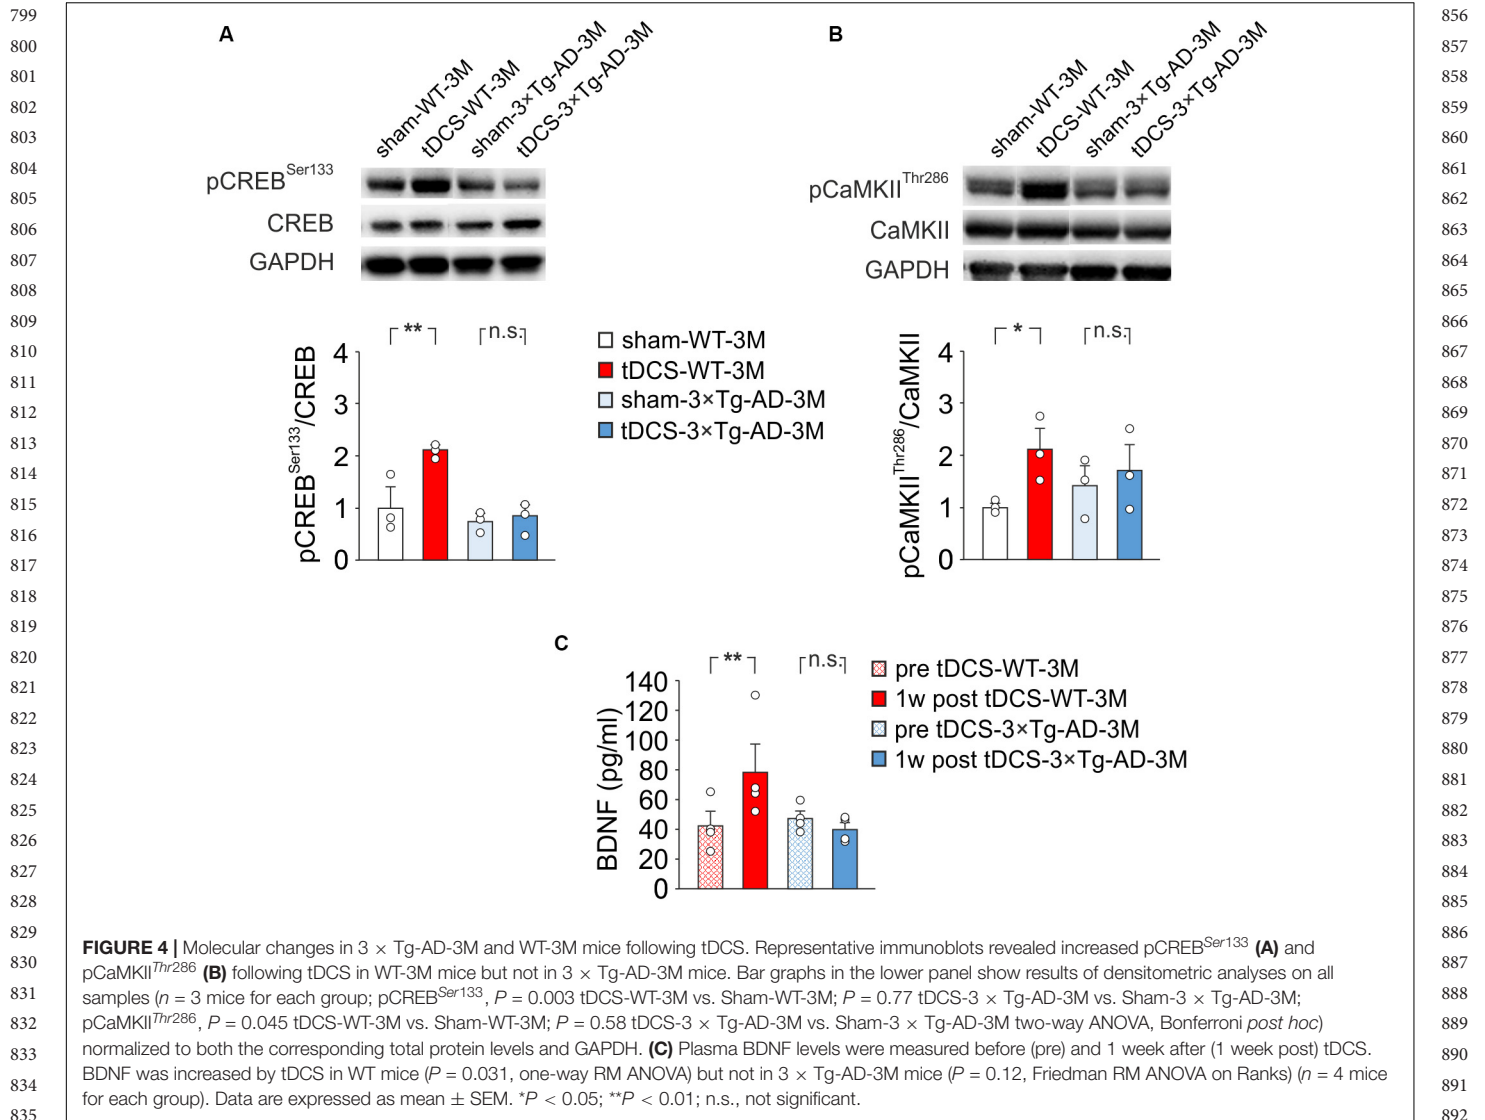 799
800
801
802
803
804
805
806
807
808
809
810
811
812
813
814
815
816
817
818
819
820
821
822
823
824
825
826
827
828
829
830
831
832
833
834
835
A
sham-WT-3M
tDCS-WT-3M
sham-3×Tg-AD-3M
tDCS-3×Tg-AD-3M
pCREB^Ser133
CREB
GAPDH
** n.s.
pCREB^Ser133/CREB
4
3
2
1
0
sham-WT-3M
tDCS-WT-3M
sham-3×Tg-AD-3M
tDCS-3×Tg-AD-3M
B
sham-WT-3M
tDCS-WT-3M
sham-3×Tg-AD-3M
tDCS-3×Tg-AD-3M
pCaMKII^Thr286
CaMKII
GAPDH
* n.s.
pCaMKII^Thr286/CaMKII
4
3
2
1
0
C
** n.s.
BDNF (pg/ml)
140
120
100
80
60
40
20
0
pre tDCS-WT-3M
1w post tDCS-WT-3M
pre tDCS-3×Tg-AD-3M
1w post tDCS-3×Tg-AD-3M
FIGURE 4 | Molecular changes in 3 × Tg-AD-3M and WT-3M mice following tDCS. Representative immunoblots revealed increased pCREB^Ser133 (A) and
pCaMKII^Thr286 (B) following tDCS in WT-3M mice but not in 3 × Tg-AD-3M mice. Bar graphs in the lower panel show results of densitometric analyses on all
samples (n = 3 mice for each group; pCREB^Ser133, P = 0.003 tDCS-WT-3M vs. Sham-WT-3M; P = 0.77 tDCS-3 × Tg-AD-3M vs. Sham-3 × Tg-AD-3M;
pCaMKII^Thr286, P = 0.045 tDCS-WT-3M vs. Sham-WT-3M; P = 0.58 tDCS-3 × Tg-AD-3M vs. Sham-3 × Tg-AD-3M two-way ANOVA, Bonferroni post hoc)
normalized to both the corresponding total protein levels and GAPDH. (C) Plasma BDNF levels were measured before (pre) and 1 week after (1 week post) tDCS.
BDNF was increased by tDCS in WT mice (P = 0.031, one-way RM ANOVA) but not in 3 × Tg-AD-3M mice (P = 0.12, Friedman RM ANOVA on Ranks) (n = 4 mice
for each group). Data are expressed as mean ± SEM. *P < 0.05; **P < 0.01; n.s., not significant.
856
857
858
859
860
861
862
863
864
865
866
867
868
869
870
871
872
873
874
875
876
877
878
879
880
881
882
883
884
885
886
887
888
889
890
891
892